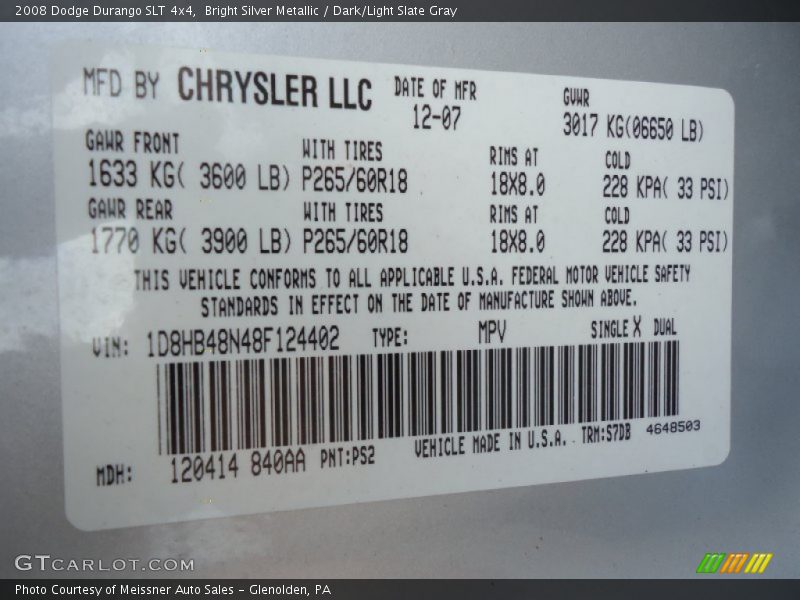 2008 Dodge Durango SLT 4x4,  Bright Silver Metallic / Dark/Light Slate Gray
MFD BY CHRYSLER LLC DATE OF MFR GVWR
12-07 3017 KG(06650 LB)
GAWR FRONT WITH TIRES RIMS AT COLD
1633 KG( 3600 LB) P265/60R18 18X8.0 228 KPA( 33 PSI)
GAWR REAR WITH TIRES RIMS AT COLD
1770 KG( 3900 LB) P265/60R18 18X8.0 228 KPA( 33 PSI)
THIS VEHICLE CONFORMS TO ALL APPLICABLE U.S.A. FEDERAL MOTOR VEHICLE SAFETY
STANDARDS IN EFFECT ON THE DATE OF MANUFACTURE SHOWN ABOVE.
VIN: 1D8HB48N48F124402 TYPE: MPV SINGLE X DUAL
MDH: 120414 840AA PNT:PS2 VEHICLE MADE IN U.S.A. TRM:S7DB 4648503
GTCARLOT.COM
Photo Courtesy of Meissner Auto Sales - Glenolden, PA